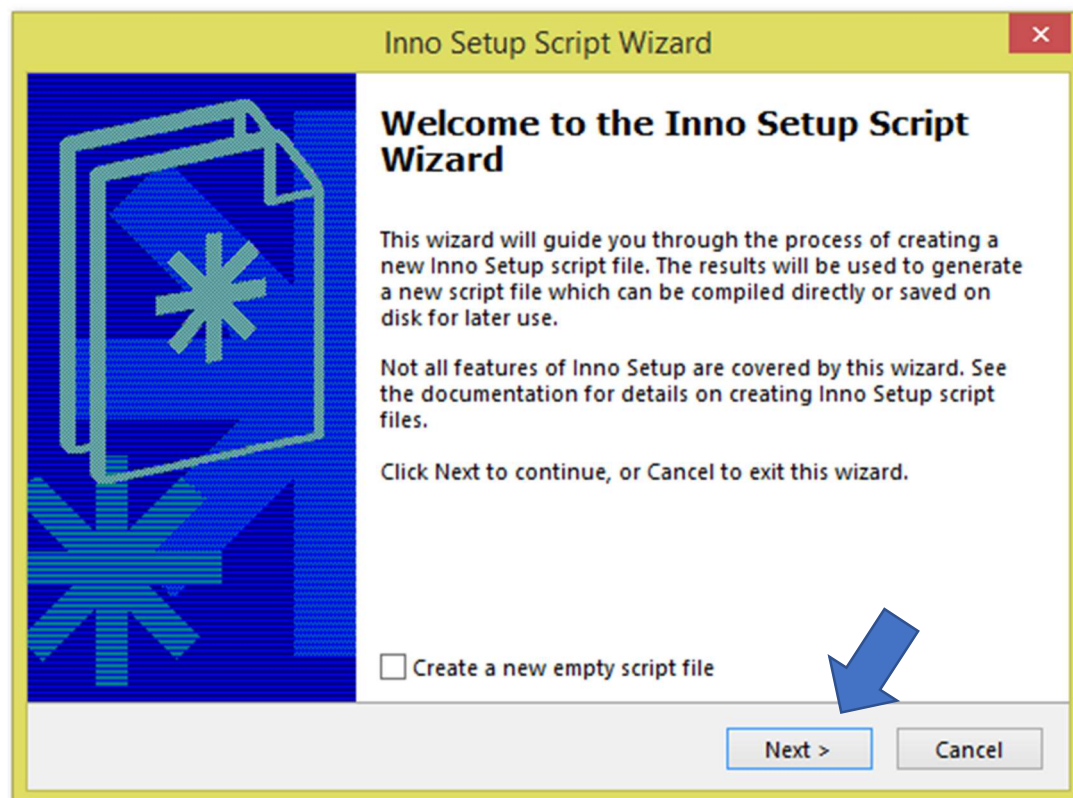 Inno Setup Script Wizard
Welcome to the Inno Setup Script
Wizard
This wizard will guide you through the process of creating a
new Inno Setup script file. The results will be used to generate
a new script file which can be compiled directly or saved on
disk for later use.
Not all features of Inno Setup are covered by this wizard. See
the documentation for details on creating Inno Setup script
files.
Click Next to continue, or Cancel to exit this wizard.
Create a new empty script file
Next >
Cancel